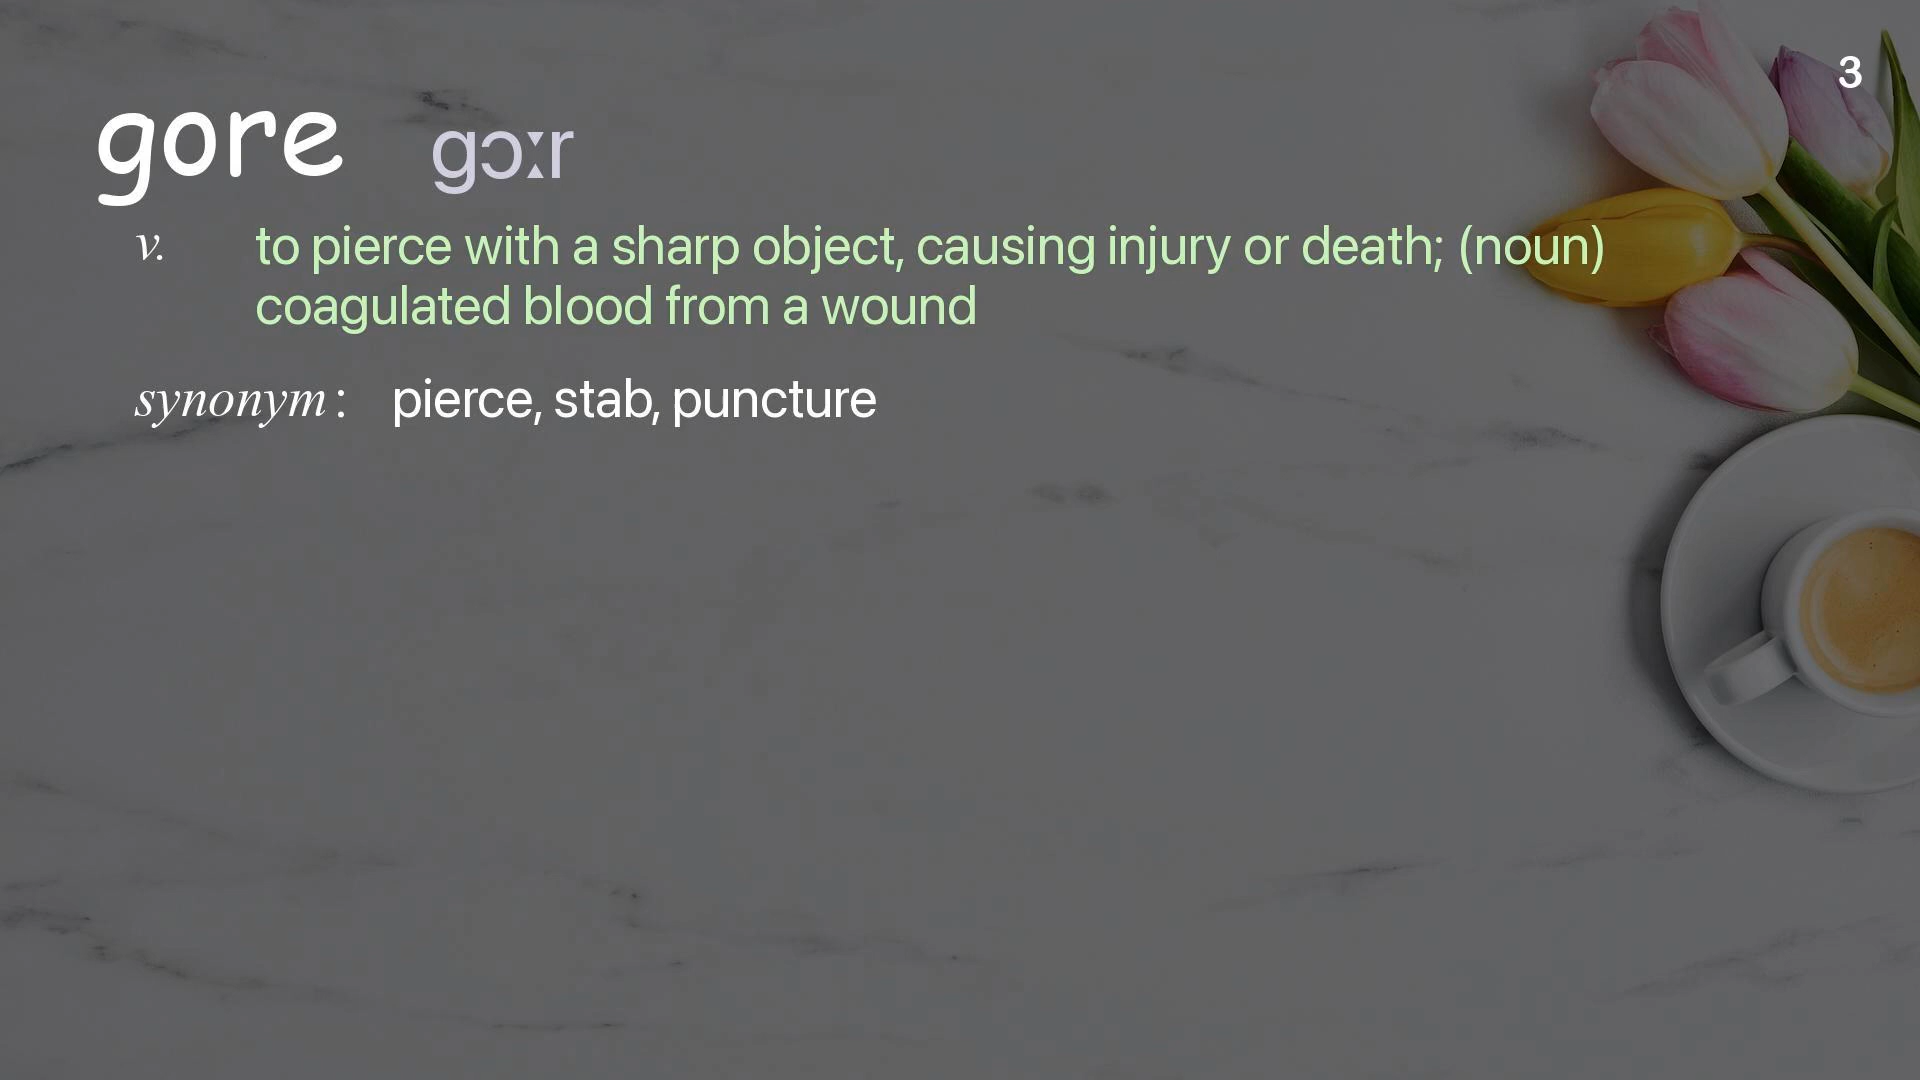 3
gore gɔːr
v. to pierce with a sharp object, causing injury or death; (noun)
coagulated blood from a wound
synonym : pierce, stab, puncture